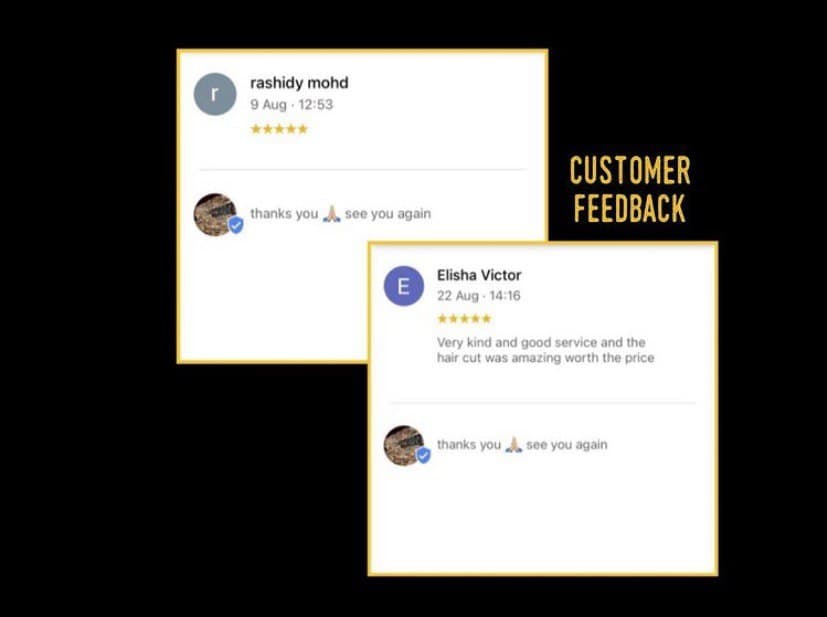 rashidy mohd
9 Aug · 12:53
thanks you 🙏🏼 see you again
CUSTOMER
FEEDBACK
E
Elisha Victor
22 Aug · 14:16
Very kind and good service and the
hair cut was amazing worth the price
thanks you 🙏🏼 see you again